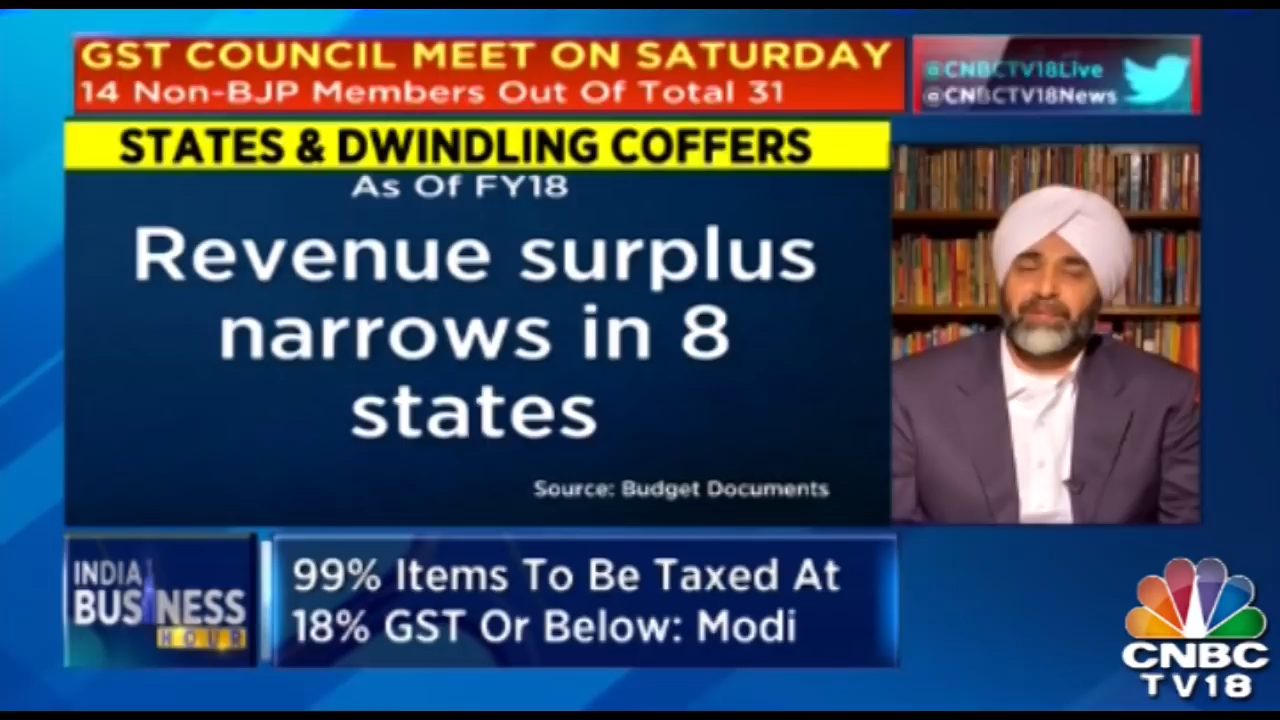 GST COUNCIL MEET ON SATURDAY
14 Non-BJP Members Out Of Total 31
@CNBCTV18Live
@CNBCTV18News
STATES & DWINDLING COFFERS
As Of FY18
Revenue surplus
narrows in 8
states
Source: Budget Documents
INDIA
BUSINESS
HOUR
99% Items To Be Taxed At
18% GST Or Below: Modi
CNBC
TV18